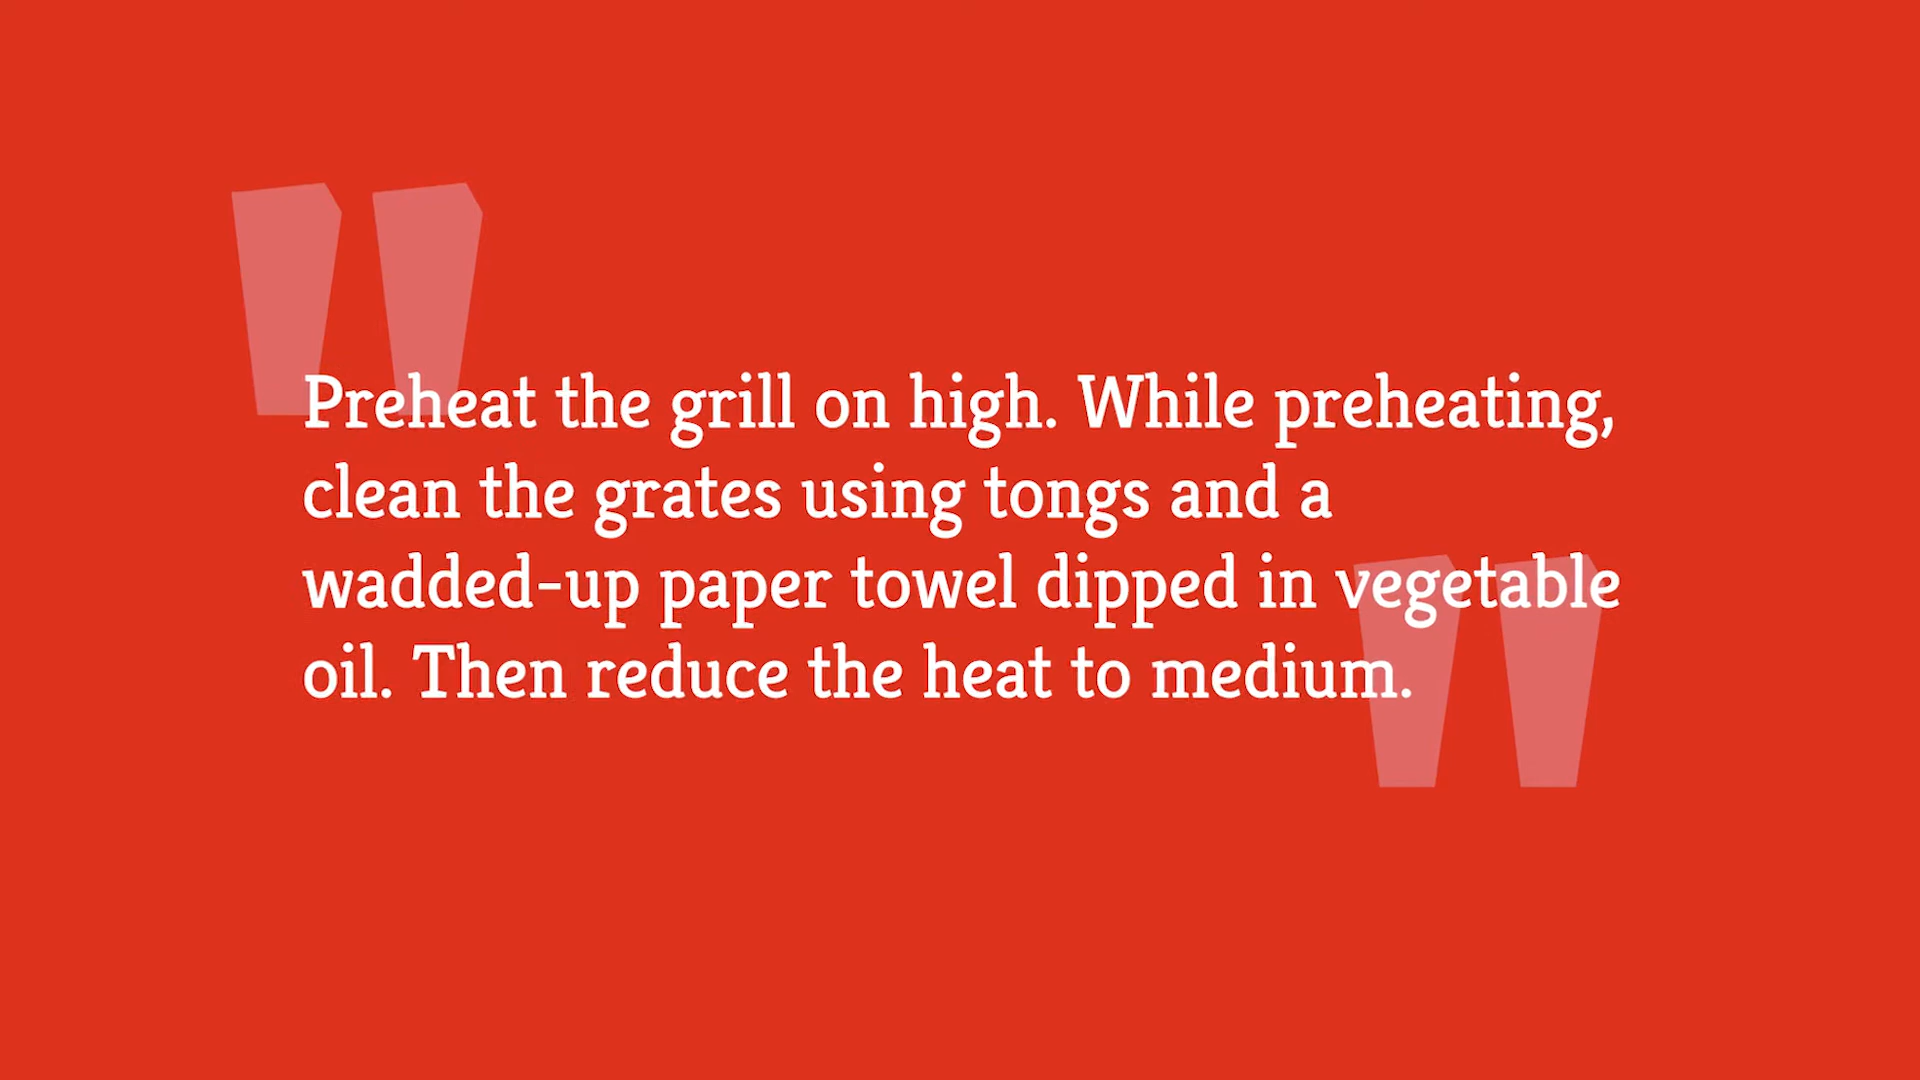 Preheat the grill on high. While preheating,
clean the grates using tongs and a
wadded-up paper towel dipped in vegetable
oil. Then reduce the heat to medium.